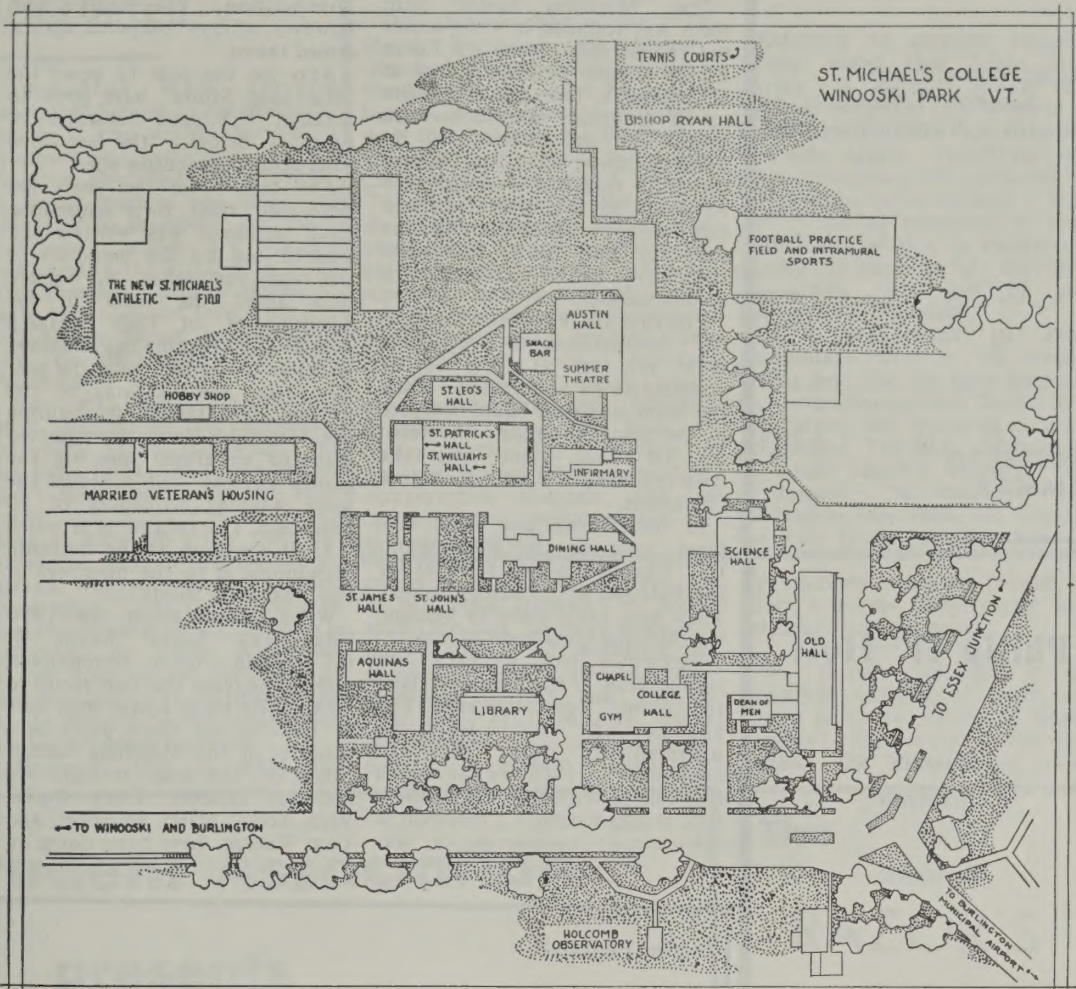 TENNIS COURTS
ST. MICHAEL'S COLLEGE
WINOOSKI PARK VT.
BISHOP RYAN HALL
FOOTBALL PRACTICE
FIELD AND INTRAMURAL
SPORTS
THE NEW ST. MICHAEL'S
ATHLETIC — FIELD
AUSTIN
HALL
SNACK
BAR
SUMMER
THEATRE
ST. LEO'S
HALL
HOBBY SHOP
ST. PATRICK'S
HALL
ST. WILLIAM'S
HALL
INFIRMARY
MARRIED VETERAN'S HOUSING
DINING HALL
SCIENCE
HALL
ST. JAMES
HALL
ST. JOHN'S
HALL
OLD
HALL
TO ESSEX JUNCTION
AQUINAS
HALL
LIBRARY
CHAPEL
COLLEGE
HALL
GYM
DEAN OF
MEN
TO WINOOSKI AND BURLINGTON
TO BURLINGTON
MUNICIPAL AIRPORT
HOLCOMB
OBSERVATORY